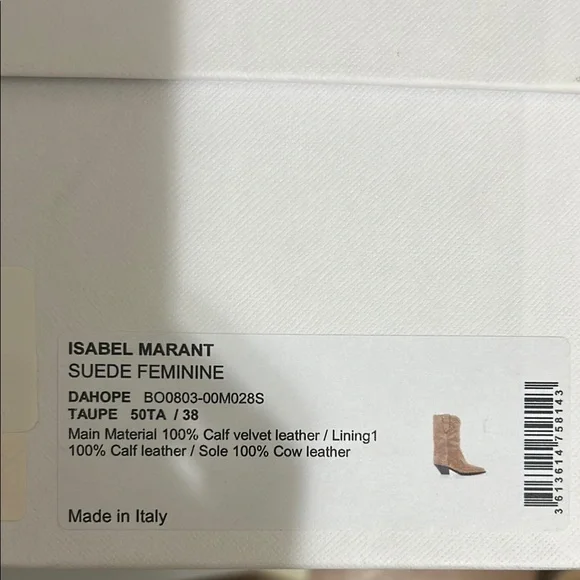 ISABEL MARANT
SUEDE FEMININE
DAHOPE BO0803-00M028S
TAUPE 50TA / 38
Main Material 100% Calf velvet leather / Lining1
100% Calf leather / Sole 100% Cow leather
Made in Italy
3613614758143